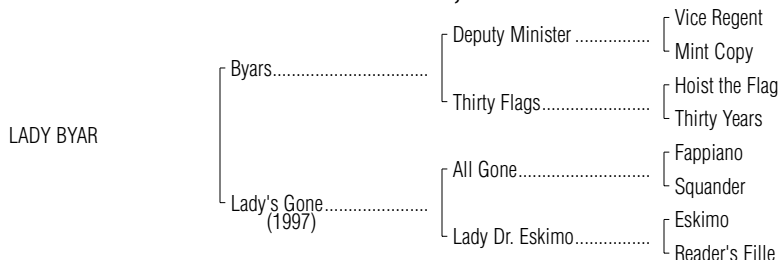 Vice Regent
Deputy Minister ................
Mint Copy
Byars..............................
Hoist the Flag
Thirty Flags......................
Thirty Years
LADY BYAR
Fappiano
All Gone...........................
Squander
Lady's Gone....................
(1997)
Eskimo
Lady Dr. Eskimo...............
Reader's Fille